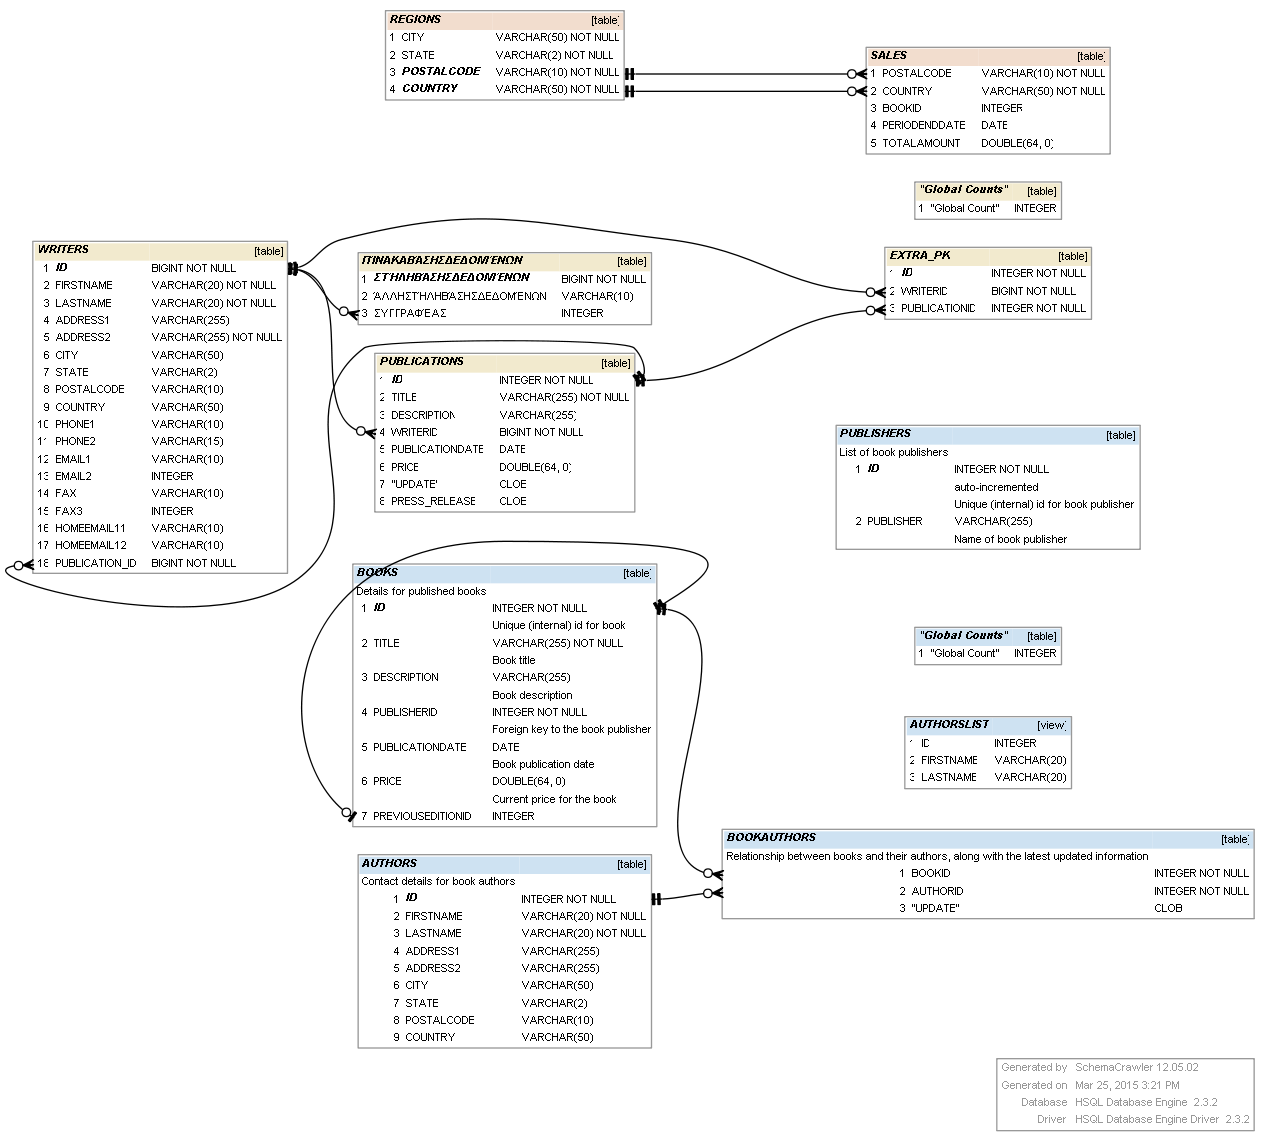 REGIONS [table]
1 CITY VARCHAR(50) NOT NULL
2 STATE VARCHAR(2) NOT NULL
3 POSTALCODE VARCHAR(10) NOT NULL
4 COUNTRY VARCHAR(50) NOT NULL
SALES [table]
1 POSTALCODE VARCHAR(10) NOT NULL
2 COUNTRY VARCHAR(50) NOT NULL
3 BOOKID INTEGER
4 PERIODENDDATE DATE
5 TOTALAMOUNT DOUBLE(64, 0)
"Global Counts" [table]
1 "Global Count" INTEGER
WRITERS [table]
1 ID BIGINT NOT NULL
2 FIRSTNAME VARCHAR(20) NOT NULL
3 LASTNAME VARCHAR(20) NOT NULL
4 ADDRESS1 VARCHAR(255)
5 ADDRESS2 VARCHAR(255) NOT NULL
6 CITY VARCHAR(50)
7 STATE VARCHAR(2)
8 POSTALCODE VARCHAR(10)
9 COUNTRY VARCHAR(50)
10 PHONE1 VARCHAR(10)
11 PHONE2 VARCHAR(15)
12 EMAIL1 VARCHAR(10)
13 EMAIL2 INTEGER
14 FAX VARCHAR(10)
15 FAX3 INTEGER
16 HOMEEMAIL11 VARCHAR(10)
17 HOMEEMAIL12 VARCHAR(10)
18 PUBLICATION_ID BIGINT NOT NULL
ΠΊΝΑΚΑΒΆΣΗΣΔΕΔΟΜΈΝΩΝ [table]
1 ΣΤΉΛΗΒΆΣΗΣΔΕΔΟΜΈΝΩΝ BIGINT NOT NULL
2 ΆΛΛΗΣΤΉΛΗΒΆΣΗΣΔΕΔΟΜΈΝΩΝ VARCHAR(10)
3 ΣΥΓΓΡΑΦΈΑΣ INTEGER
EXTRA_PK [table]
1 ID INTEGER NOT NULL
2 WRITERID BIGINT NOT NULL
3 PUBLICATIONID INTEGER NOT NULL
PUBLICATIONS [table]
1 ID INTEGER NOT NULL
2 TITLE VARCHAR(255) NOT NULL
3 DESCRIPTION VARCHAR(255)
4 WRITERID BIGINT NOT NULL
5 PUBLICATIONDATE DATE
6 PRICE DOUBLE(64, 0)
7 "UPDATE" CLOB
8 PRESS_RELEASE CLOB
PUBLISHERS [table]
List of book publishers
1 ID INTEGER NOT NULL
auto-incremented
Unique (internal) id for book publisher
2 PUBLISHER VARCHAR(255)
Name of book publisher
BOOKS [table]
Details for published books
1 ID INTEGER NOT NULL
Unique (internal) id for book
2 TITLE VARCHAR(255) NOT NULL
Book title
3 DESCRIPTION VARCHAR(255)
Book description
4 PUBLISHERID INTEGER NOT NULL
Foreign key to the book publisher
5 PUBLICATIONDATE DATE
Book publication date
6 PRICE DOUBLE(64, 0)
Current price for the book
7 PREVIOUSEDITIONID INTEGER
"Global Counts" [table]
1 "Global Count" INTEGER
AUTHORSLIST [view]
1 ID INTEGER
2 FIRSTNAME VARCHAR(20)
3 LASTNAME VARCHAR(20)
BOOKAUTHORS [table]
Relationship between books and their authors, along with the latest updated information
1 BOOKID INTEGER NOT NULL
2 AUTHORID INTEGER NOT NULL
3 "UPDATE" CLOB
AUTHORS [table]
Contact details for book authors
1 ID INTEGER NOT NULL
2 FIRSTNAME VARCHAR(20) NOT NULL
3 LASTNAME VARCHAR(20) NOT NULL
4 ADDRESS1 VARCHAR(255)
5 ADDRESS2 VARCHAR(255)
6 CITY VARCHAR(50)
7 STATE VARCHAR(2)
8 POSTALCODE VARCHAR(10)
9 COUNTRY VARCHAR(50)
Generated by SchemaCrawler 12.05.02
Generated on Mar 25, 2015 3:21 PM
Database HSQL Database Engine 2.3.2
Driver HSQL Database Engine Driver 2.3.2